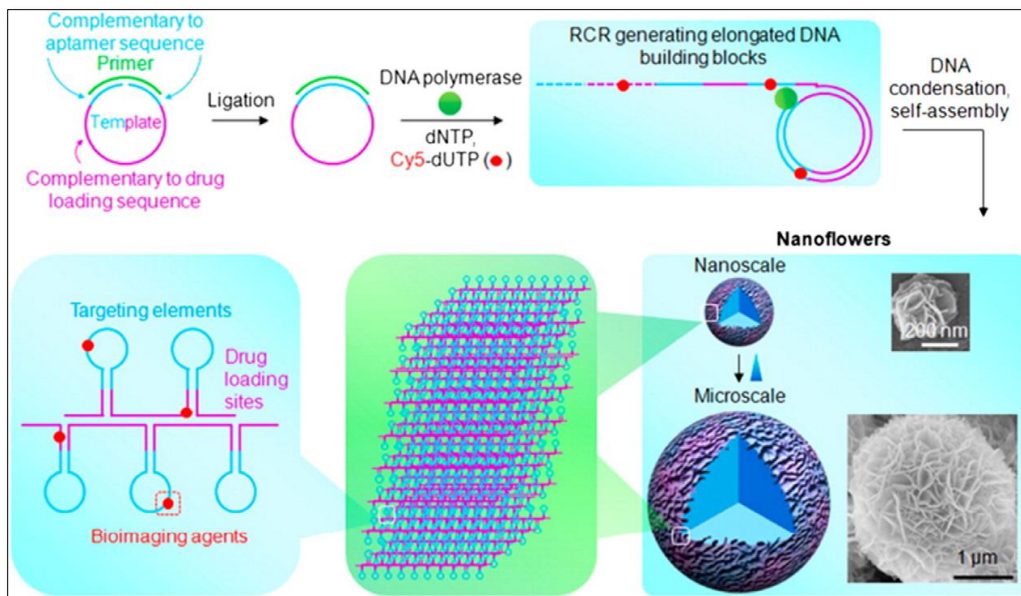 Complementary to
aptamer sequence
Primer
Template
Complementary to drug
loading sequence
Ligation
DNA polymerase
dNTP,
Cy5-dUTP ( )
RCR generating elongated DNA
building blocks
DNA
condensation,
self-assembly
Nanoflowers
Nanoscale
200 nm
Microscale
1 μm
Targeting elements
Drug
loading
sites
Bioimaging agents